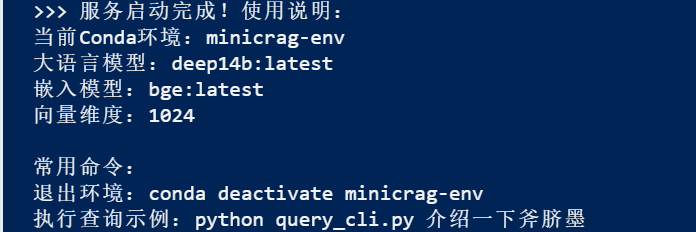 >>> 服务启动完成！使用说明：
当前Conda环境：minicrag-env
大语言模型：deep14b:latest
嵌入模型：bge:latest
向量维度：1024
常用命令：
退出环境：conda deactivate minicrag-env
执行查询示例：python query_cli.py 介绍一下斧脐墨